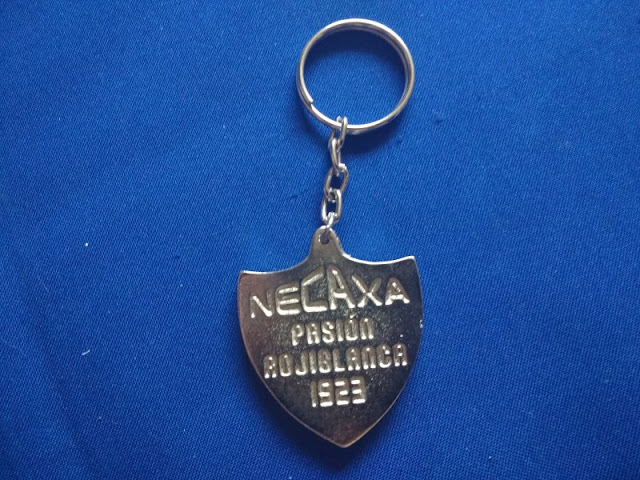 NECAXA
PASIÓN
ROJIBLANCA
1923